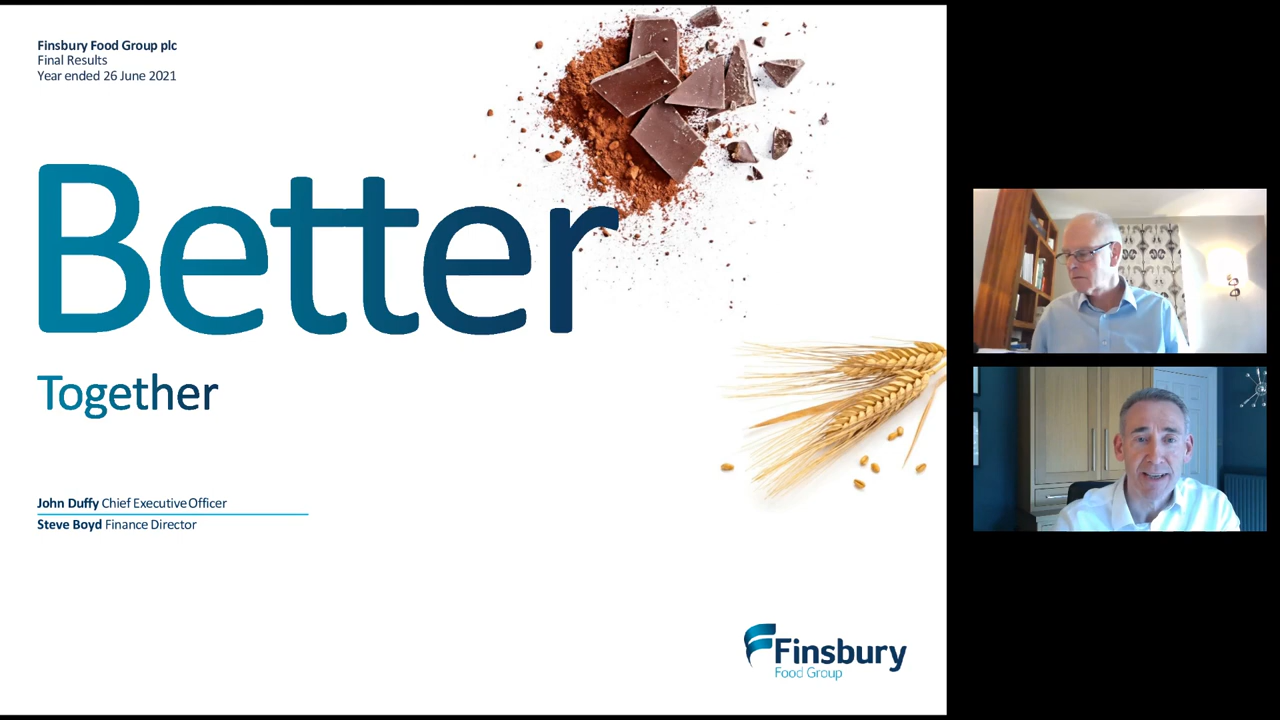 Finsbury Food Group plc
Final Results
Year ended 26 June 2021
Better
Together
John Duffy Chief Executive Officer
Steve Boyd Finance Director
Finsbury
Food Group